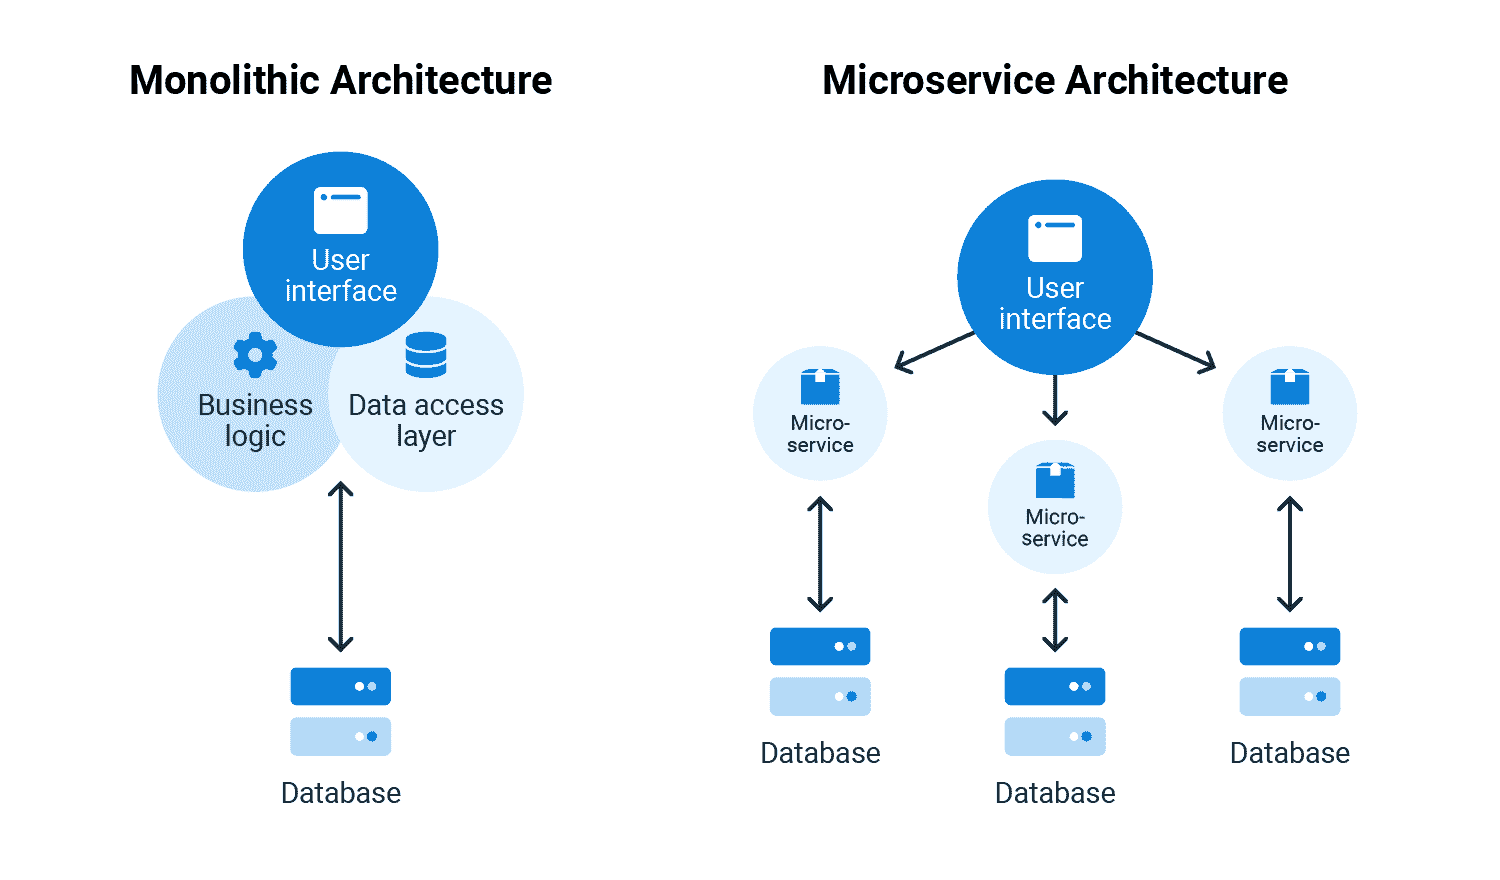 Monolithic Architecture
Microservice Architecture
User
interface
Business
logic
Data access
layer
Database
User
interface
Micro-
service
Micro-
service
Micro-
service
Database
Database
Database